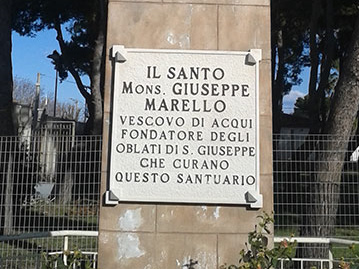 IL SANTO
MONS. GIUSEPPE
MARELLO
VESCOVO DI ACQUI
FONDATORE DEGLI
OBLATI DI S. GIUSEPPE
CHE CURANO
QUESTO SANTUARIO